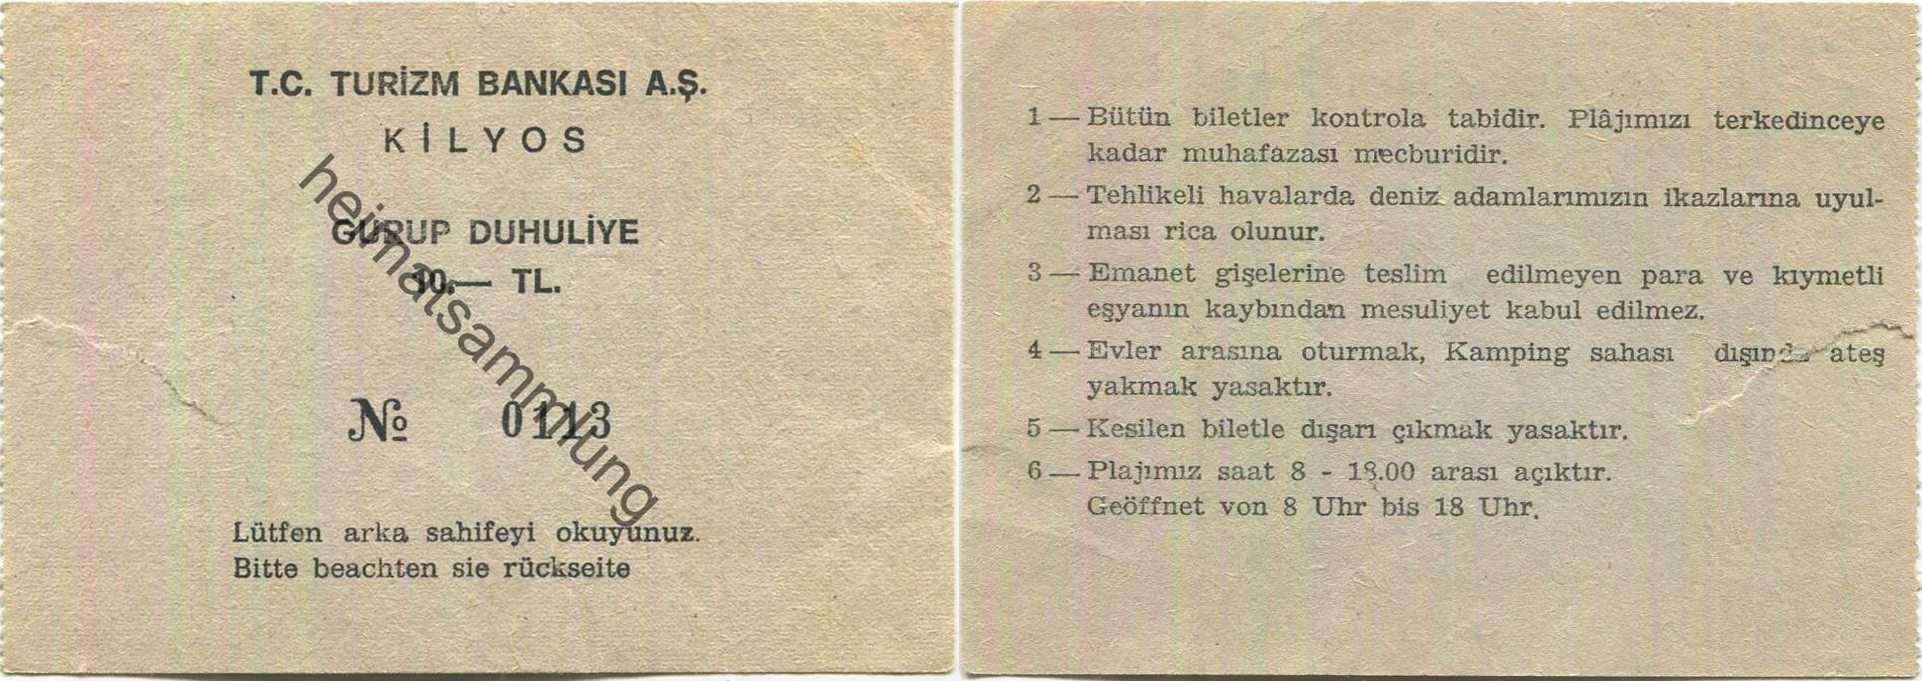 T.C. TURİZM BANKASI A.Ş.
KİLYOS
GURUP DUHULİYE
10.— TL.
№ 0113
Lütfen arka sahifeyi okuyunuz.
Bitte beachten sie rückseite
heimatsammlung
1 — Bütün biletler kontrola tabidir. Plâjımızı terkedinceye
kadar muhafazası mecburidir.
2 — Tehlikeli havalarda deniz adamlarımızın ikazlarına uyul-
ması rica olunur.
3 — Emanet gişelerine teslim edilmeyen para ve kıymetli
eşyanın kaybından mesuliyet kabul edilmez.
4 — Evler arasına oturmak, Kamping sahası dışında ateş
yakmak yasaktır.
5 — Kesilen biletle dışarı çıkmak yasaktır.
6 — Plajımız saat 8 - 18.00 arası açıktır.
Geöffnet von 8 Uhr bis 18 Uhr.